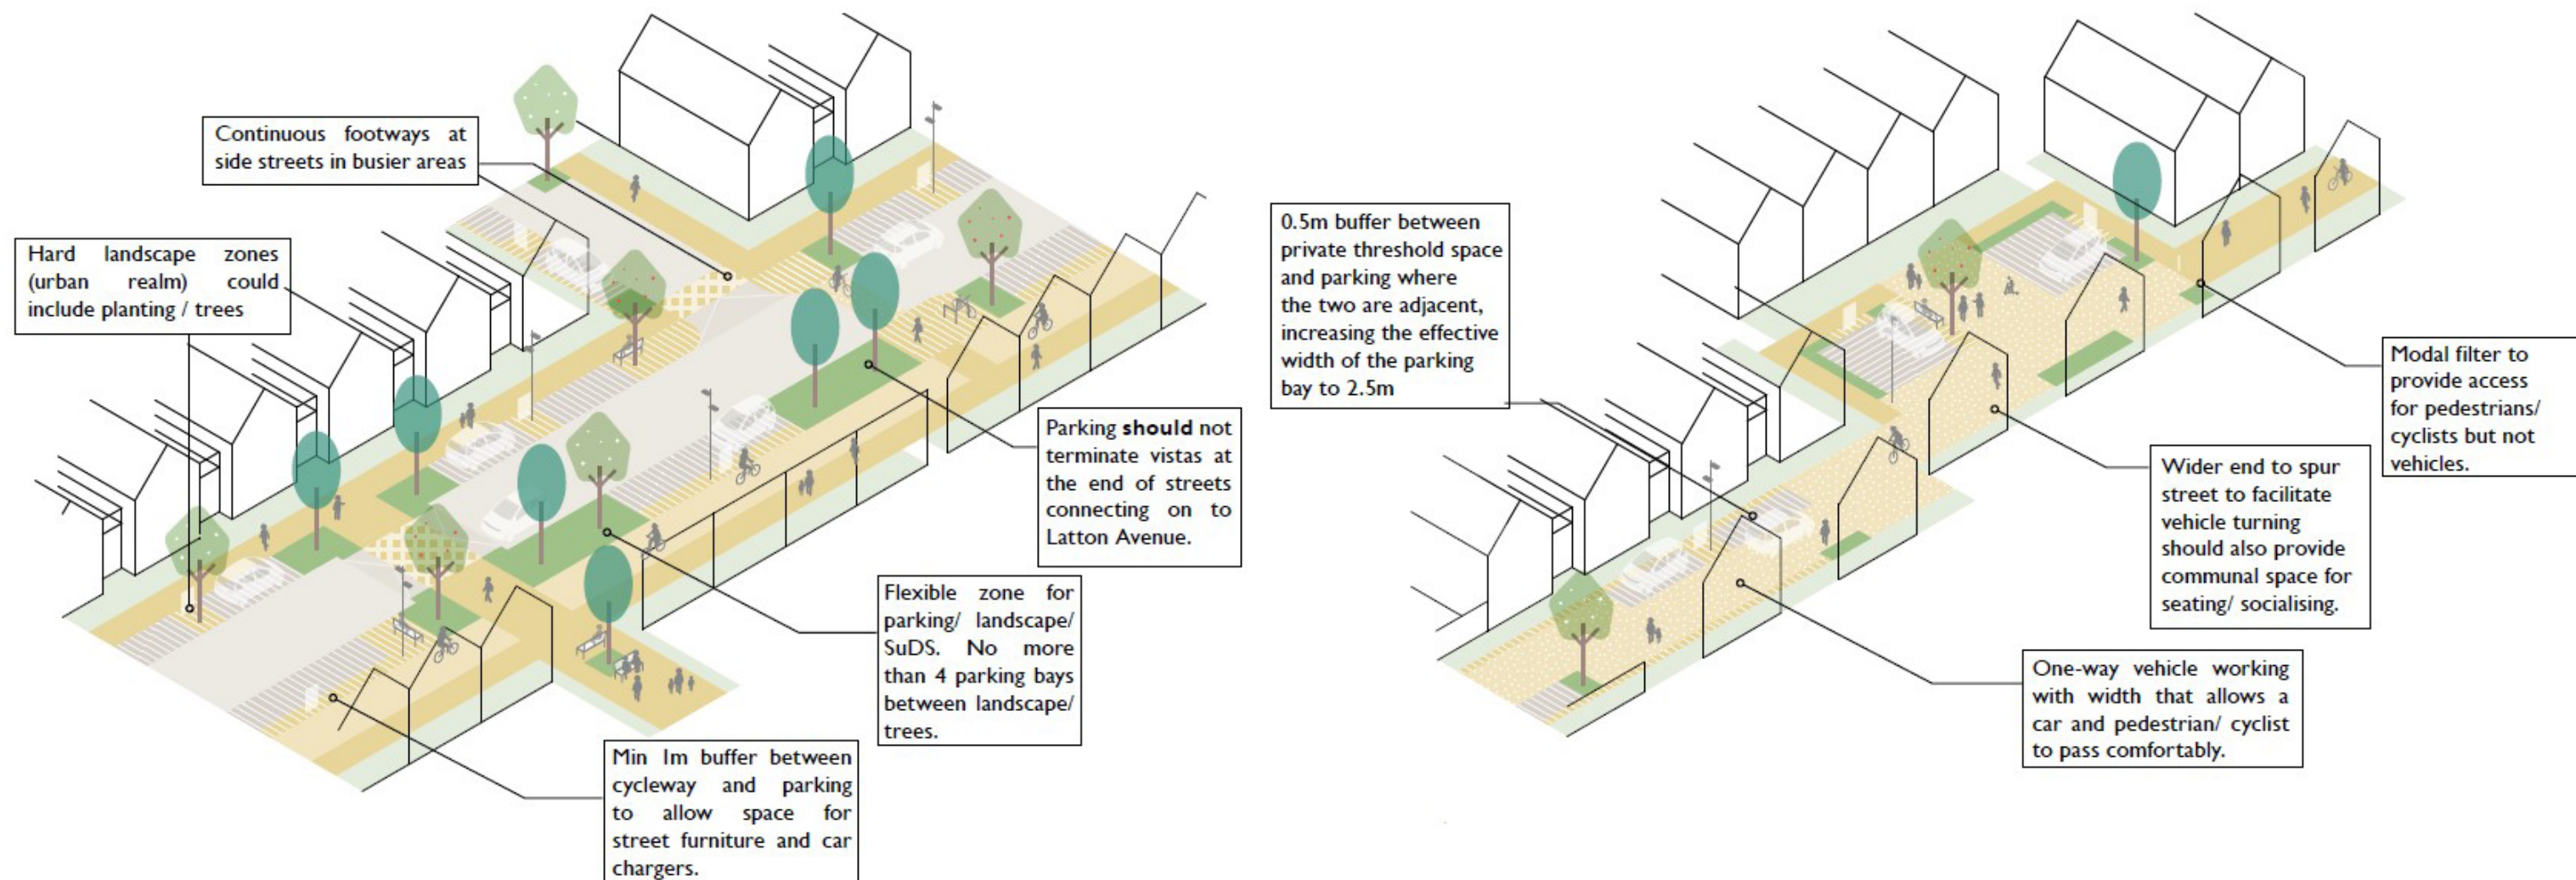 Continuous footways at
side streets in busier areas
Hard landscape zones
(urban realm) could
include planting / trees
Parking should not
terminate vistas at
the end of streets
connecting on to
Latton Avenue.
Flexible zone for
parking/ landscape/
SuDS. No more
than 4 parking bays
between landscape/
trees.
Min 1m buffer between
cycleway and parking
to allow space for
street furniture and car
chargers.
0.5m buffer between
private threshold space
and parking where
the two are adjacent,
increasing the effective
width of the parking
bay to 2.5m
Modal filter to
provide access
for pedestrians/
cyclists but not
vehicles.
Wider end to spur
street to facilitate
vehicle turning
should also provide
communal space for
seating/ socialising.
One-way vehicle working
with width that allows a
car and pedestrian/ cyclist
to pass comfortably.